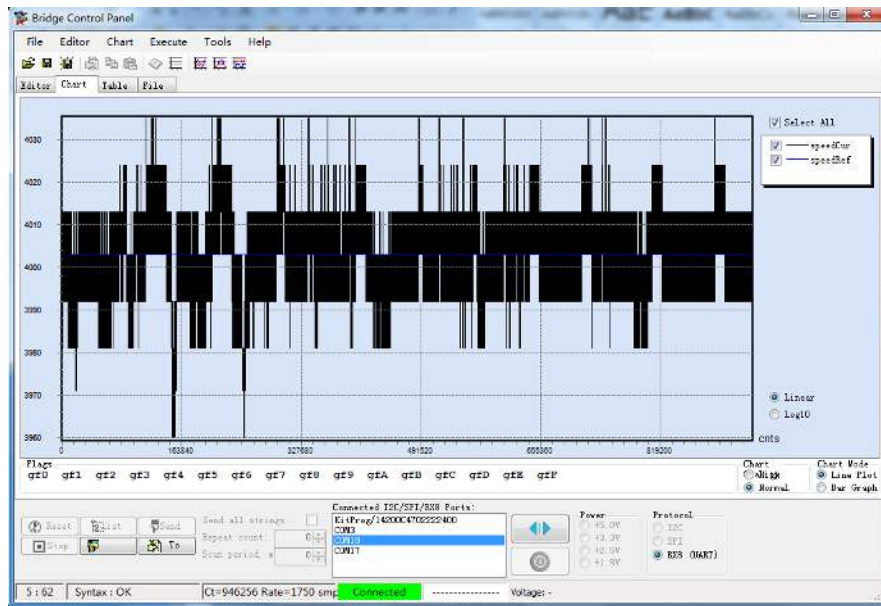 Bridge Control Panel
File Editor Chart Execute Tools Help
Editor Chart Table File
4030
4020
4010
4000
3990
3980
3970
3960
0 163840 327680 491520 655360 819200
cnts
Select All
speedCur
speedRef
Linear
Log10
Flags
gf0 gf1 gf2 gf3 gf4 gf5 gf6 gf7 gf8 gf9 gfA gfB gfC gfD gfE gfF
Chart
Normal
Chart Mode
Line Plot
Bar Graph
Reset List Send
Stop To
Send all strings
Repeat count: 0
Scan period, 0
Connected I2C/SPI/RX8 Ports:
KitProg/14200C4702222400
COM3
COM16
COM17
Power
+5.0V
+3.3V
+2.5V
+1.8V
Protocol
I2C
SPI
RX8 (UART)
5 : 62 Syntax : OK Ct=946256 Rate=1750 smp Connected Voltage: -